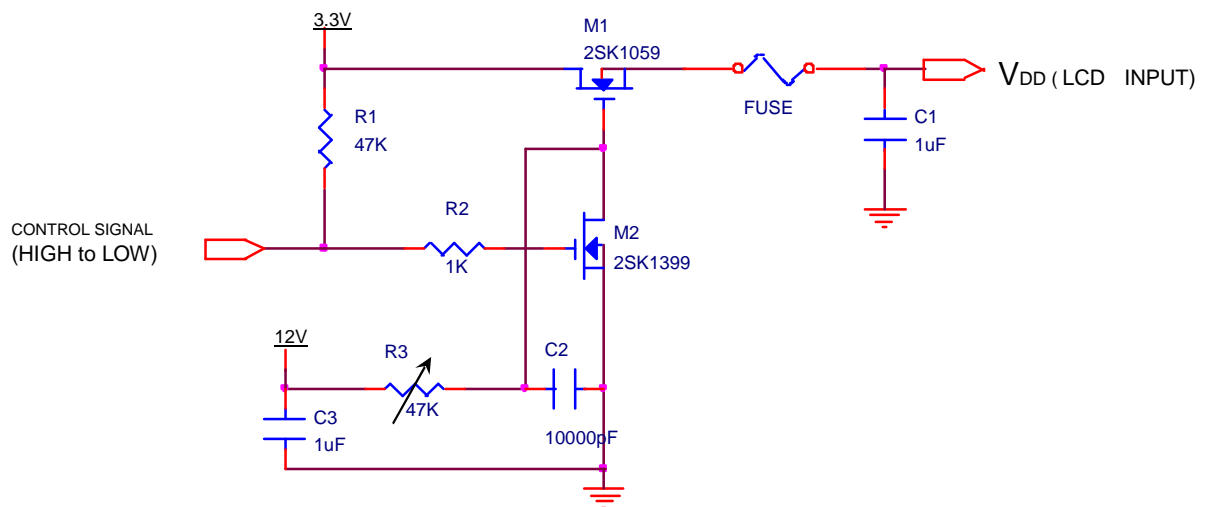 3.3V
M1
2SK1059
VDD ( LCD INPUT)
FUSE
R1
47K
C1
1uF
R2
1K
CONTROL SIGNAL
(HIGH to LOW)
M2
2SK1399
12V
R3
47K
C2
10000pF
C3
1uF